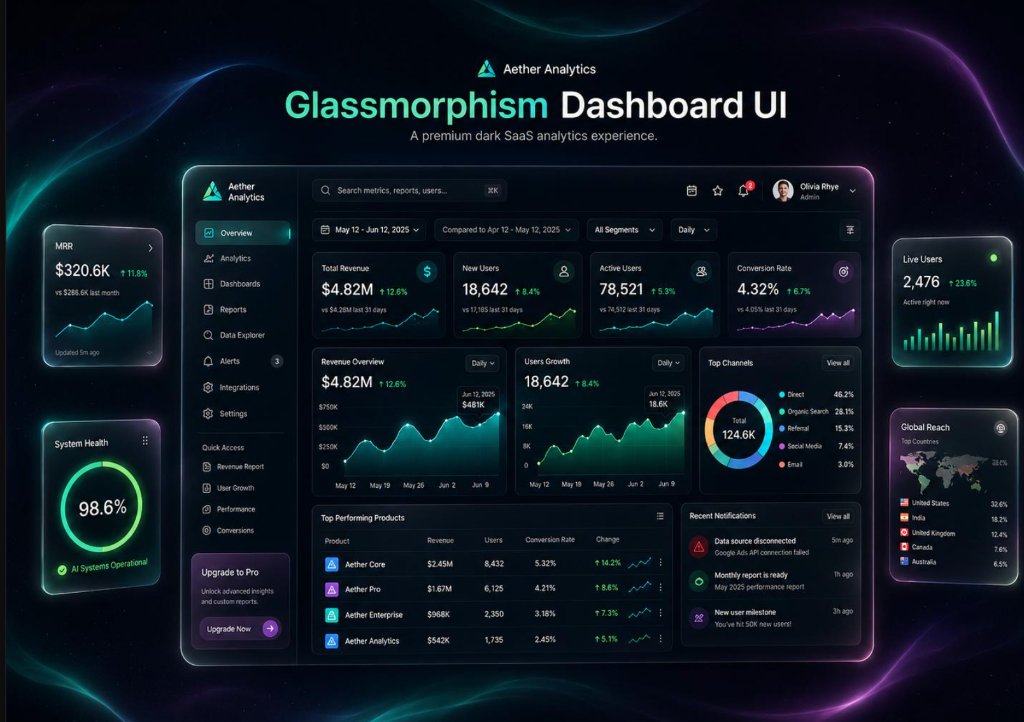 Aether Analytics
Glassmorphism Dashboard UI
A premium dark SaaS analytics experience.
MRR
$320.6K ↑ 11.8%
vs $286.6K last month
Updated 5m ago
System Health
98.6%
AI Systems Operational
Aether
Analytics
Overview
Analytics
Dashboards
Reports
Data Explorer
Alerts 3
Integrations
Settings
Quick Access
Revenue Report
User Growth
Performance
Conversions
Upgrade to Pro
Unlock advanced insights
and custom reports.
Upgrade Now
Search metrics, reports, users... ⌘K
2
Olivia Rhye
Admin
May 12 - Jun 12, 2025
Compared to Apr 12 - May 12, 2025
All Segments
Daily
Total Revenue
$
$4.82M ↑ 12.6%
vs $4.28M last 31 days
New Users
18,642 ↑ 8.4%
vs 17,185 last 31 days
Active Users
78,521 ↑ 5.3%
vs 74,512 last 31 days
Conversion Rate
4.32% ↑ 6.7%
vs 4.05% last 31 days
Revenue Overview
Daily
$4.82M ↑ 12.6%
Jun 12, 2025
$481K
$750K
$500K
$250K
$0
May 12 May 19 May 26 Jun 2 Jun 9
Users Growth
Daily
18,642 ↑ 8.4%
Jun 12, 2025
18.6K
24K
16K
8K
0
May 12 May 19 May 26 Jun 2 Jun 9
Top Channels
View all
Total
124.6K
Direct 46.2%
Organic Search 28.1%
Referral 15.3%
Social Media 7.4%
Email 3.0%
Top Performing Products
Product Revenue Users Conversion Rate Change
Aether Core $2.45M 8,432 5.32% ↑ 14.2%
Aether Pro $1.67M 6,125 4.21% ↑ 8.6%
Aether Enterprise $968K 2,350 3.18% ↑ 7.3%
Aether Analytics $542K 1,735 2.45% ↑ 5.1%
Recent Notifications
View all
Data source disconnected 5m ago
Google Ads API connection failed
Monthly report is ready 1h ago
May 2025 performance report
New user milestone 3h ago
You've hit 50K new users!
Live Users
2,476 ↑ 23.6%
Active right now
Global Reach
Top Countries
United States 32.6%
India 18.2%
United Kingdom 12.4%
Canada 7.6%
Australia 6.5%